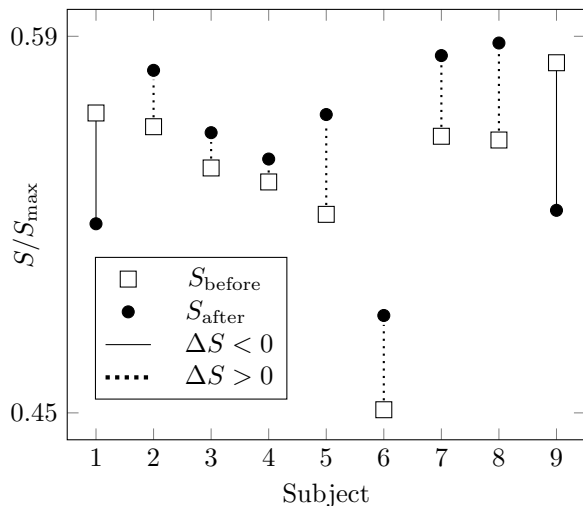 0.59
S/S_max
S_before
S_after
ΔS < 0
ΔS > 0
0.45
1 2 3 4 5 6 7 8 9
Subject